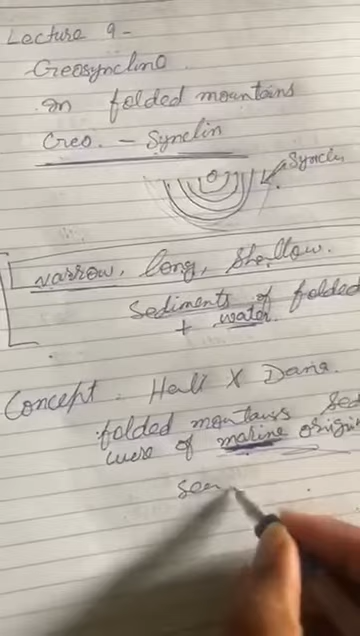 Lecture 9-
Geosyncline
on folded mountains
Geo. - Synclin
Syncli
narrow, long, shallow.
Sediments of folded
+ water.
Concept - Hall X Dana.
folded mountains Sed
were of marine origin
sea